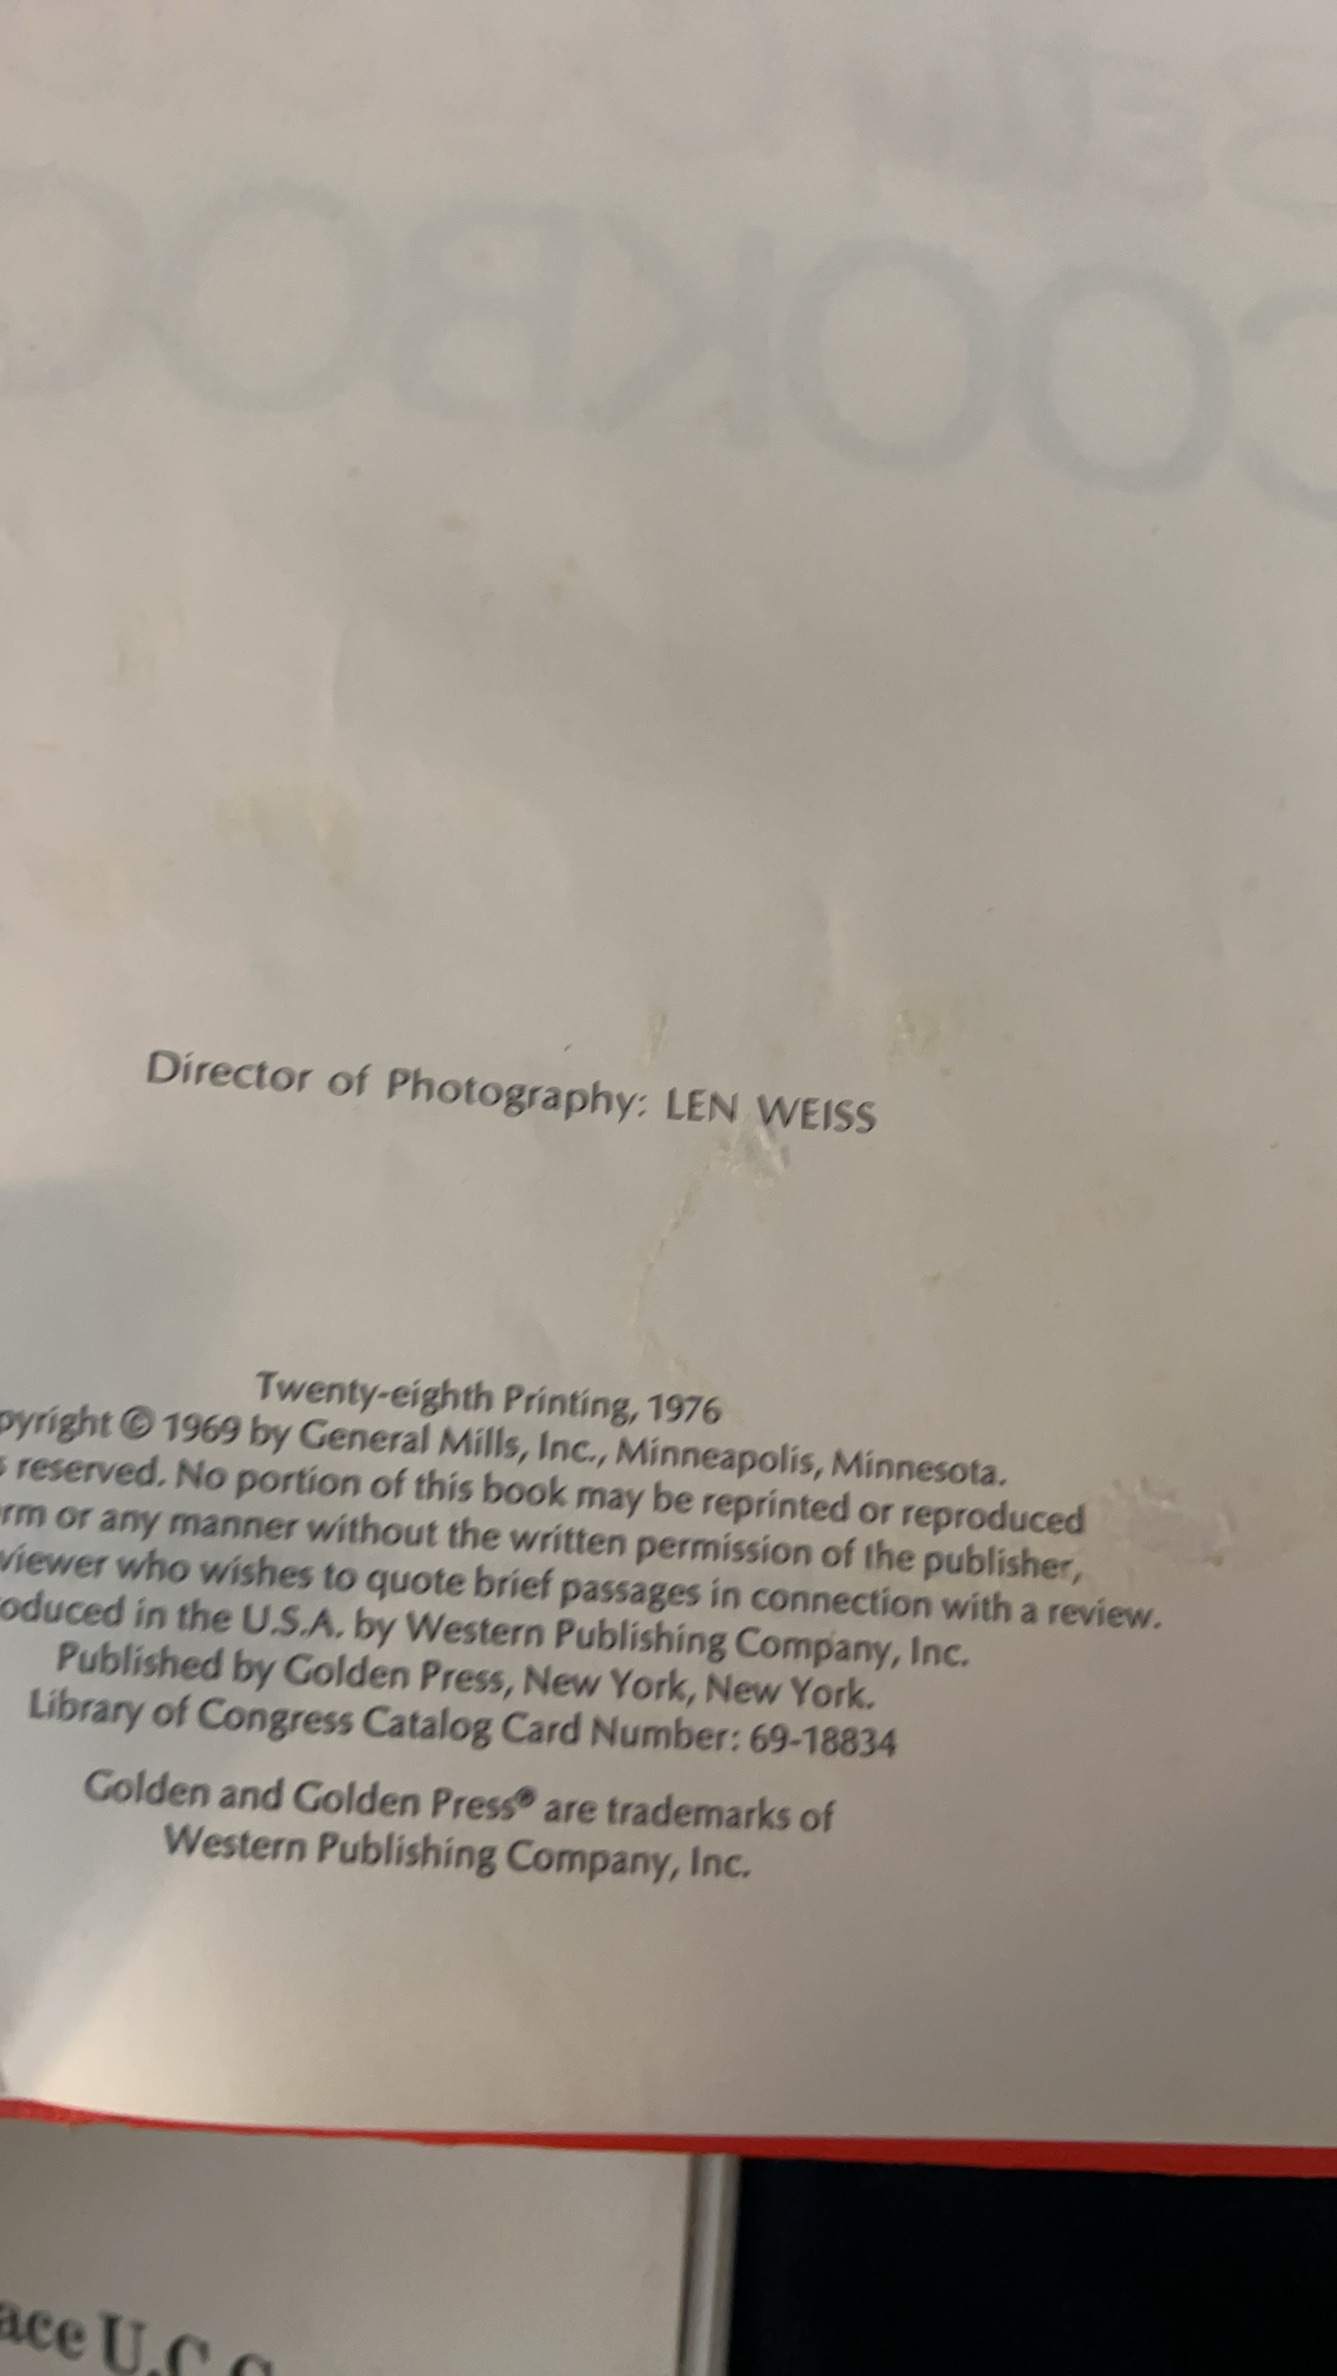 COOKBOO
Director of Photography: LEN WEISS
Twenty-eighth Printing, 1976
pyright © 1969 by General Mills, Inc., Minneapolis, Minnesota.
s reserved. No portion of this book may be reprinted or reproduced
rm or any manner without the written permission of the publisher,
viewer who wishes to quote brief passages in connection with a review.
oduced in the U.S.A. by Western Publishing Company, Inc.
Published by Golden Press, New York, New York.
Library of Congress Catalog Card Number: 69-18834
Golden and Golden Press® are trademarks of
Western Publishing Company, Inc.
ace U.C.